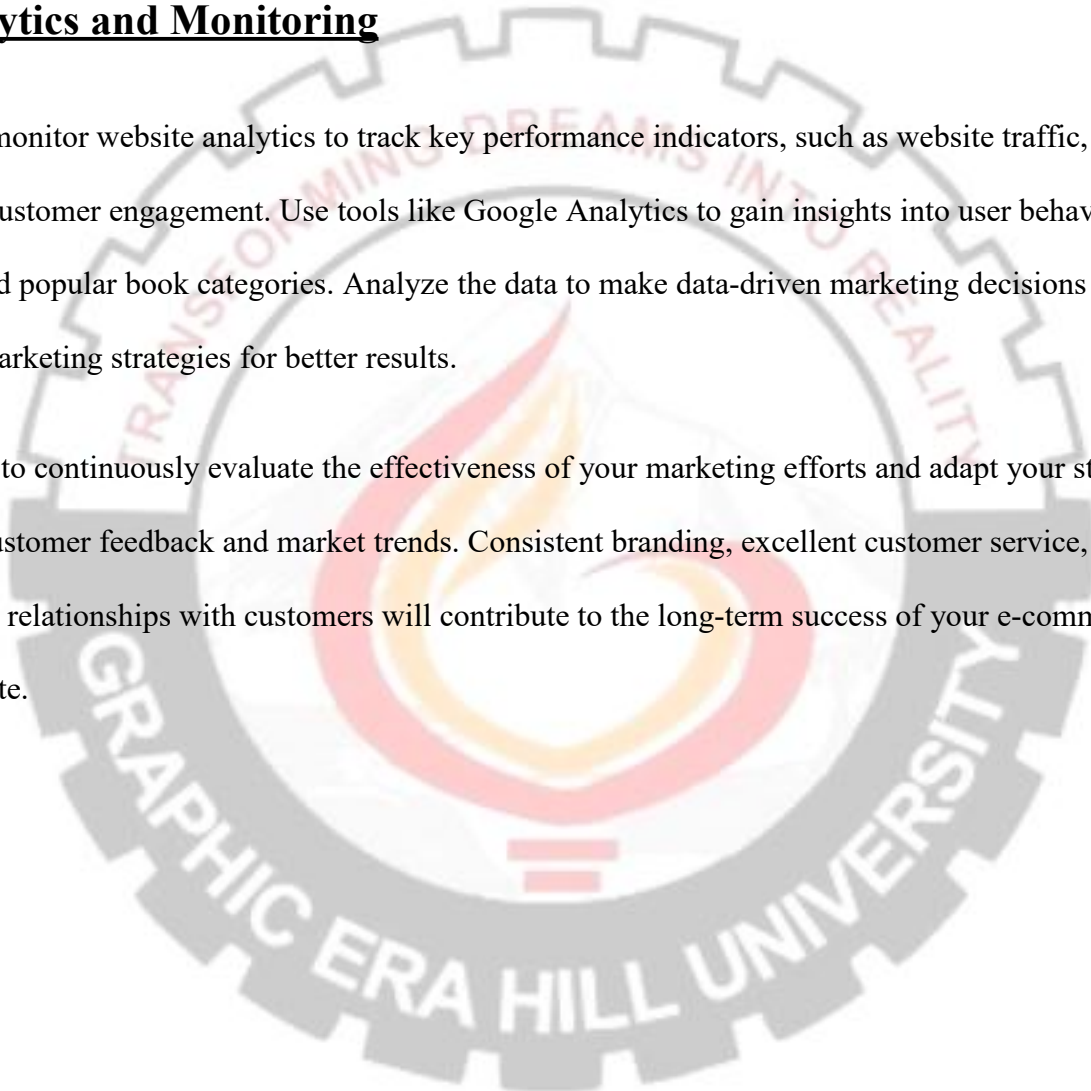 ytics and Monitoring
monitor website analytics to track key performance indicators, such as website traffic,
ustomer engagement. Use tools like Google Analytics to gain insights into user behav
d popular book categories. Analyze the data to make data-driven marketing decisions
arketing strategies for better results.
to continuously evaluate the effectiveness of your marketing efforts and adapt your st
ustomer feedback and market trends. Consistent branding, excellent customer service,
relationships with customers will contribute to the long-term success of your e-comm
te.
TRANSFORMING DREAMS INTO REALITY
GRAPHIC ERA HILL UNIVERSITY